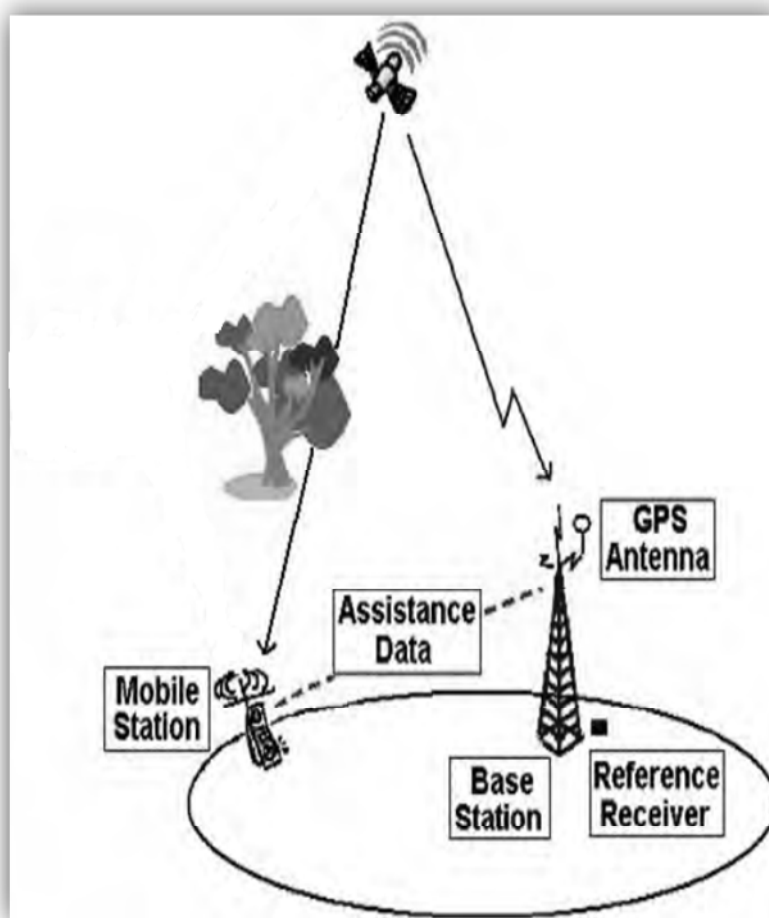 GPS
Antenna
Assistance
Data
Mobile
Station
Base
Station
Reference
Receiver